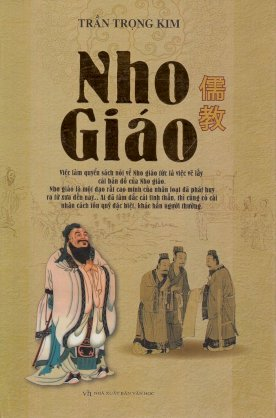 TRẦN TRỌNG KIM
Nho
Giáo
儒
教
Việc làm quyển sách nói về Nho giáo tức là việc vẽ lấy
cái bản đồ của Nho giáo.
Nho giáo là một đạo rất cao minh của nhân loại đã phát huy
ra từ xưa đến nay... Ai đã làm đắc cái tinh thần, thì cũng có cái
nhân cách tôn quý đặc biệt, khác hẳn người thường.
NHÀ XUẤT BẢN VĂN HỌC